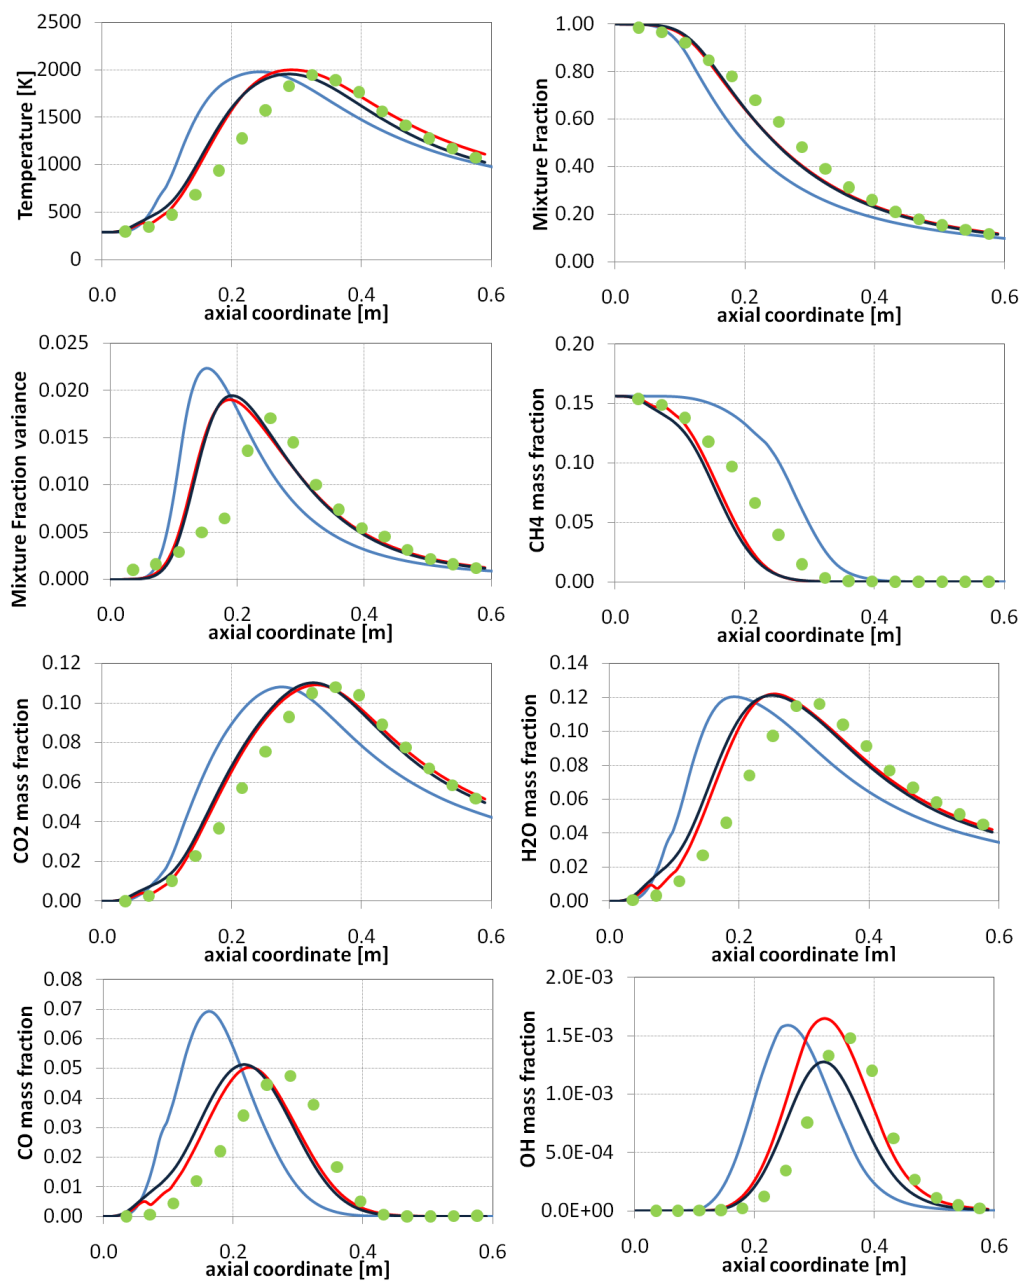 Temperature [K]
2500
2000
1500
1000
500
0
0.0 0.2 0.4 0.6
axial coordinate [m]
Mixture Fraction
1.00
0.80
0.60
0.40
0.20
0.00
0.0 0.2 0.4 0.6
axial coordinate [m]
Mixture Fraction variance
0.025
0.020
0.015
0.010
0.005
0.000
0 0.2 0.4 0.6
axial coordinate [m]
CH4 mass fraction
0.20
0.15
0.10
0.05
0.00
0.0 0.2 0.4 0.6
axial coordinate [m]
CO2 mass fraction
0.12
0.10
0.08
0.06
0.04
0.02
0.00
0.0 0.2 0.4 0.6
axial coordinate [m]
H2O mass fraction
0.14
0.12
0.10
0.08
0.06
0.04
0.02
0.00
0.0 0.2 0.4 0.6
axial coordinate [m]
CO mass fraction
0.08
0.07
0.06
0.05
0.04
0.03
0.02
0.01
0.00
0.0 0.2 0.4 0.6
axial coordinate [m]
OH mass fraction
2.0E-03
1.5E-03
1.0E-03
5.0E-04
0.0E+00
0.0 0.2 0.4 0.6
axial coordinate [m]